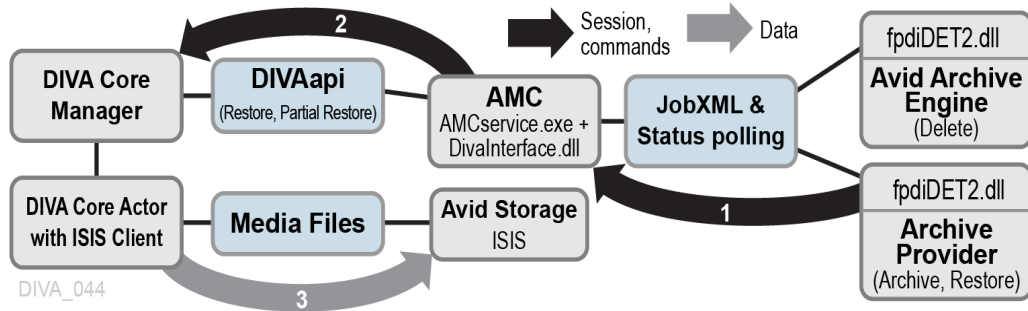 2
Session,
commands
Data
DIVA Core
Manager
DIVAapi
(Restore, Partial Restore)
AMC
AMCservice.exe +
DivaInterface.dll
JobXML &
Status polling
fpdiDET2.dll
Avid Archive
Engine
(Delete)
DIVA Core Actor
with ISIS Client
Media Files
Avid Storage
ISIS
1
fpdiDET2.dll
Archive
Provider
(Archive, Restore)
3
DIVA_044